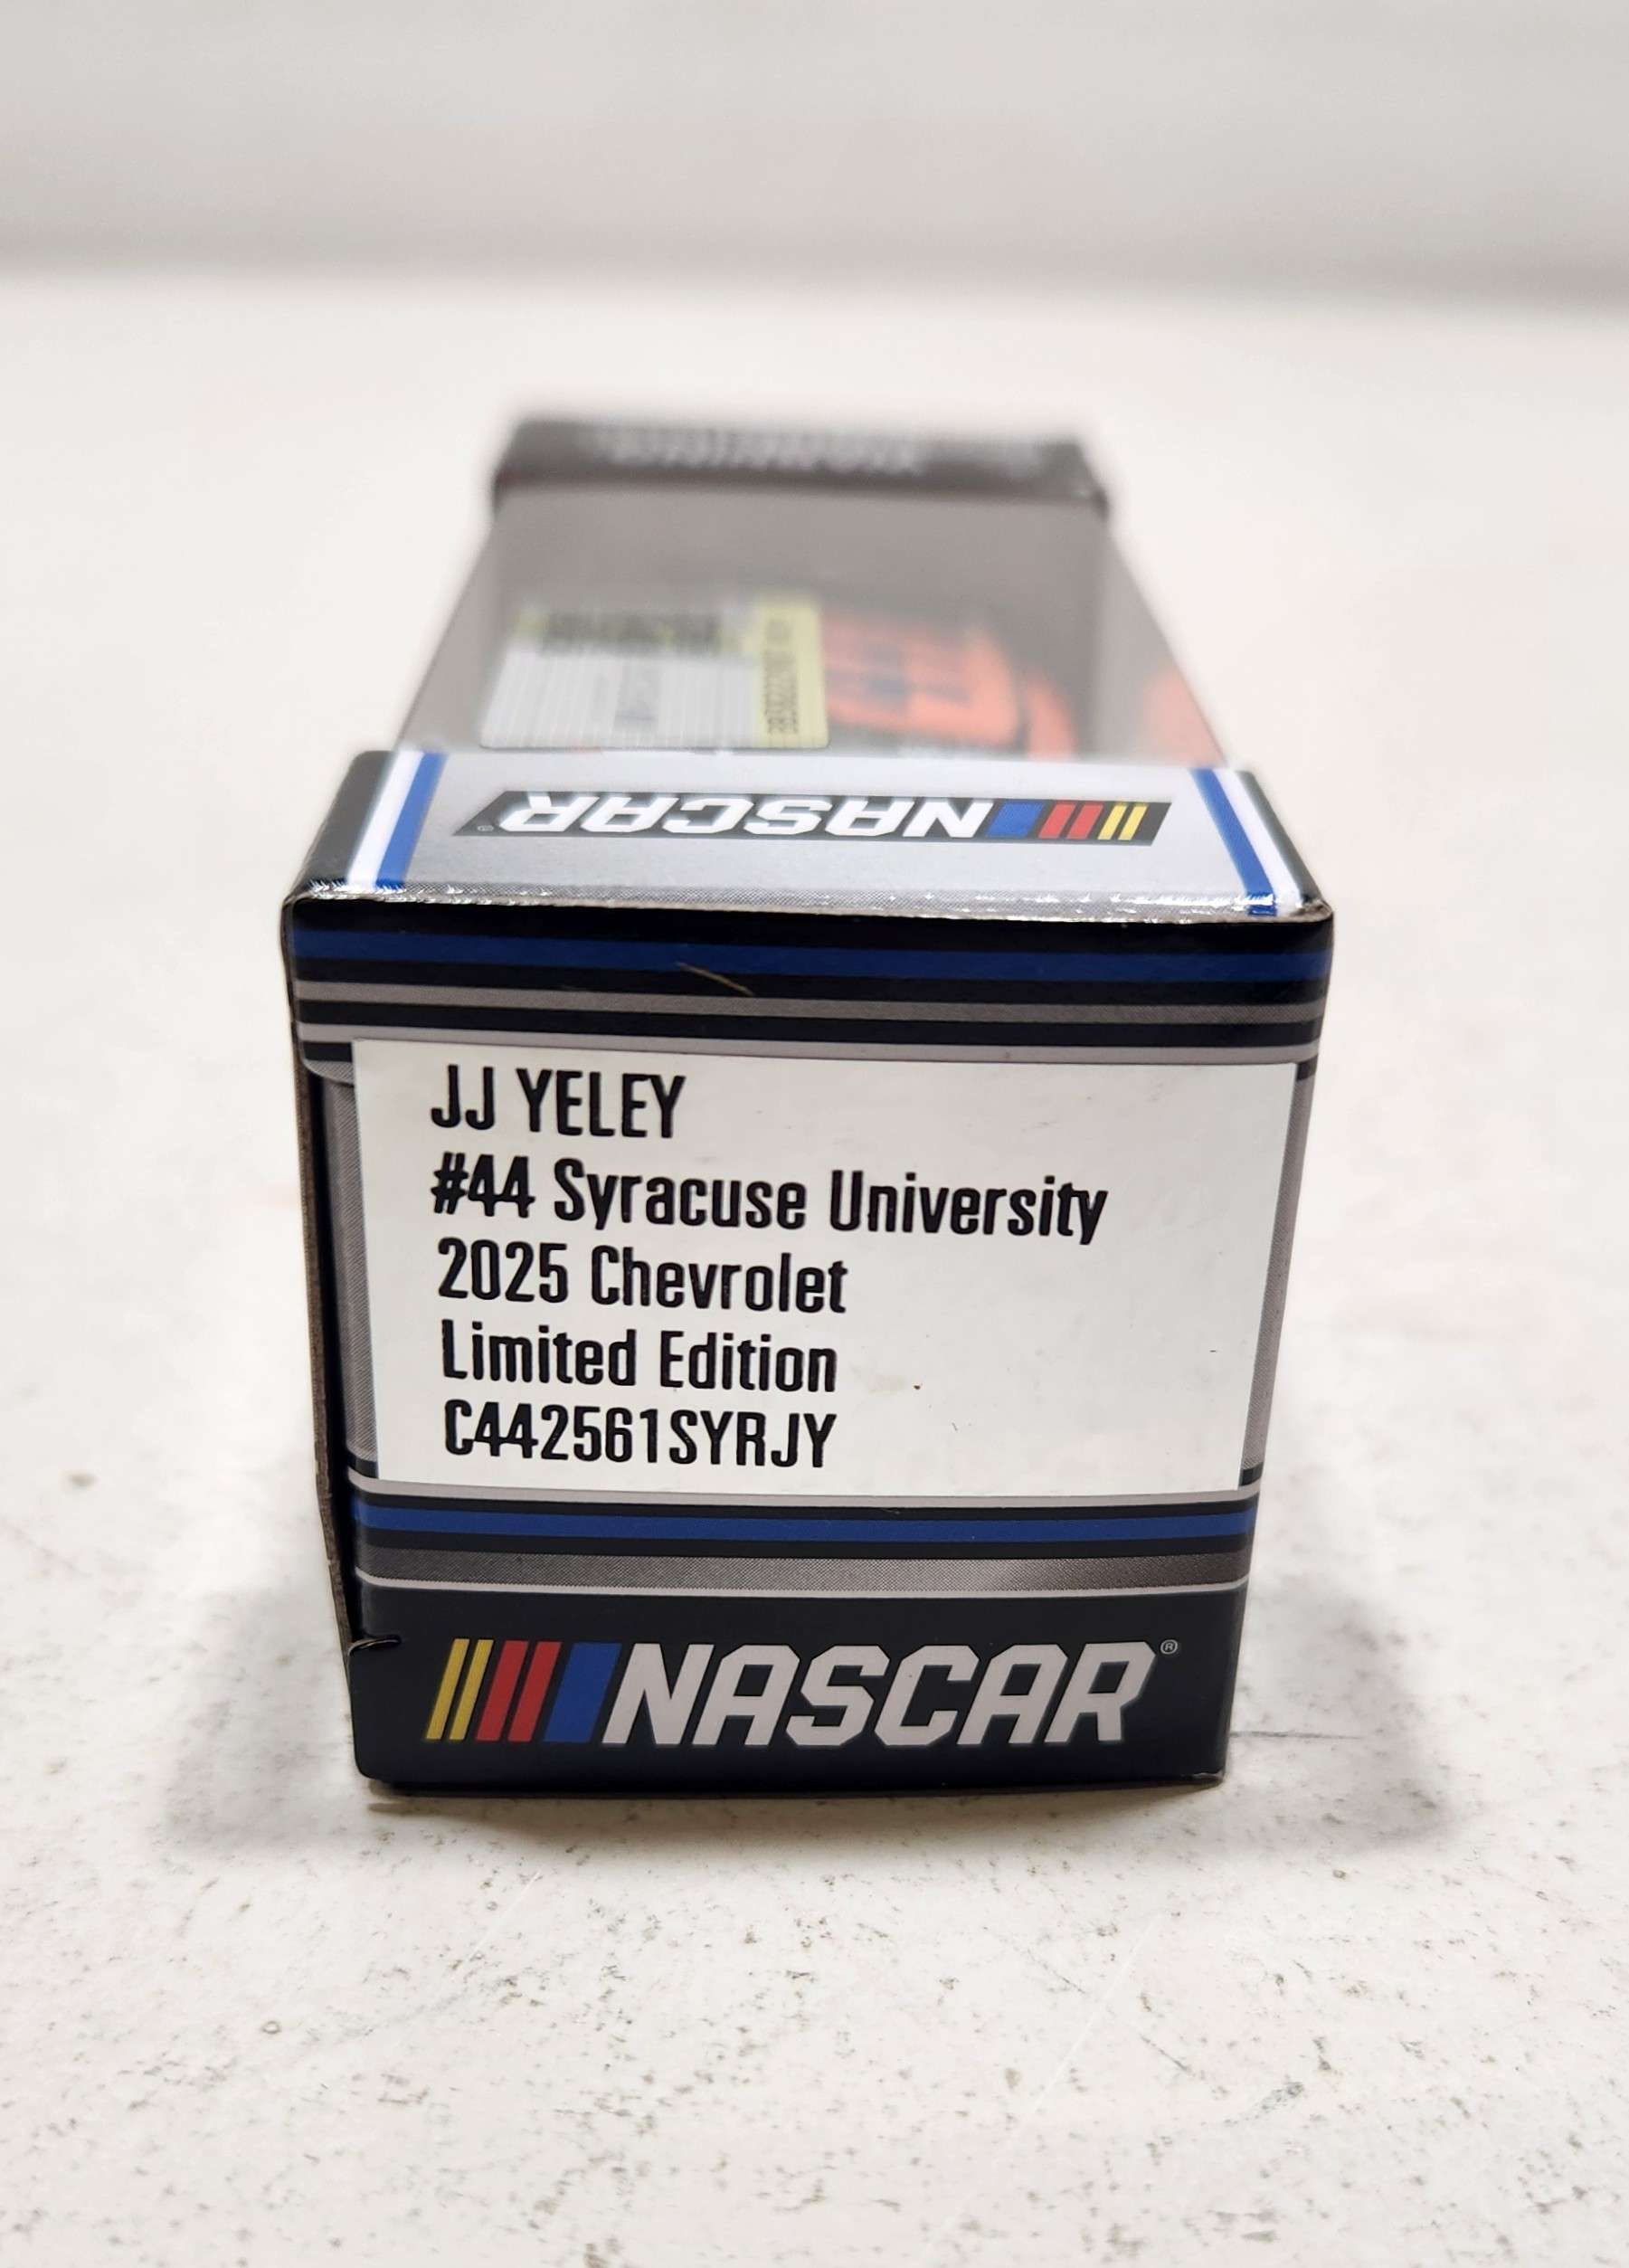 NASCAR
JJ YELEY
#44 Syracuse University
2025 Chevrolet
Limited Edition
C442561SYRJY
NASCAR®